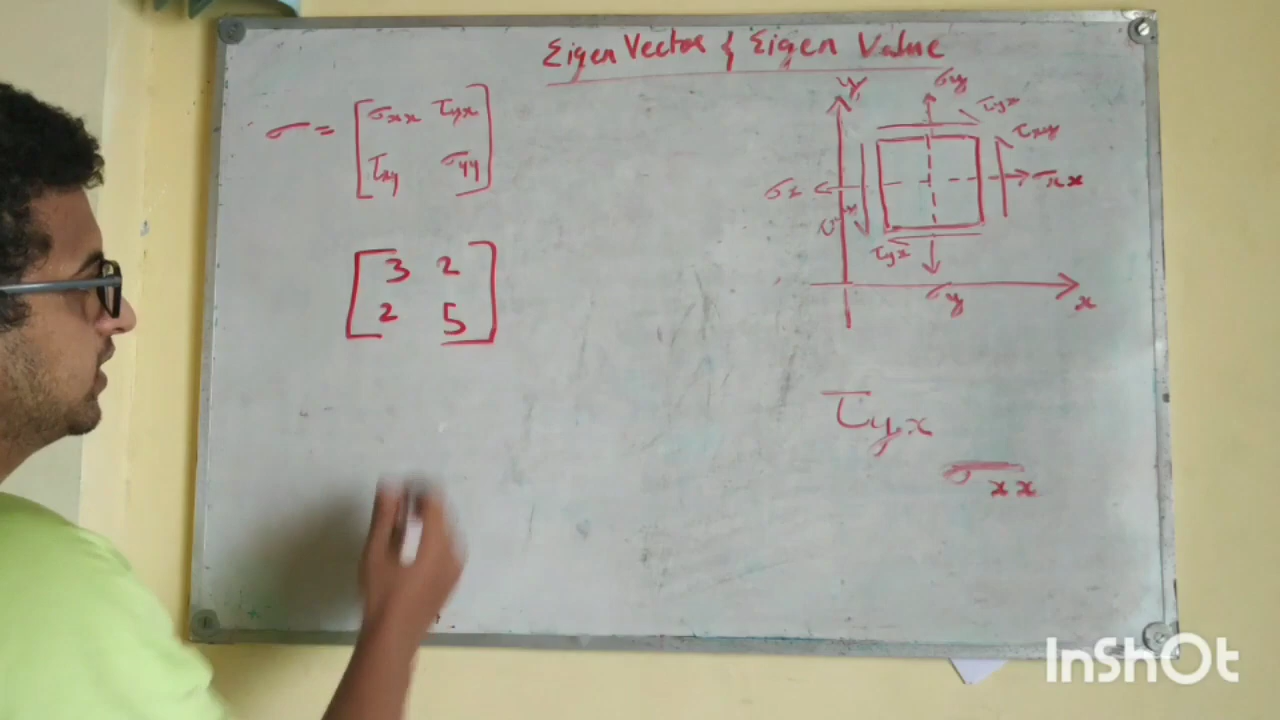 Eigen Vector & Eigen Value
σ = [σxx τyx
τxy σyy]
[3 2
2 5]
y
σy
τyx
τxy
σx
σxx
τyx
σy
x
τyx
σxx
InShOt